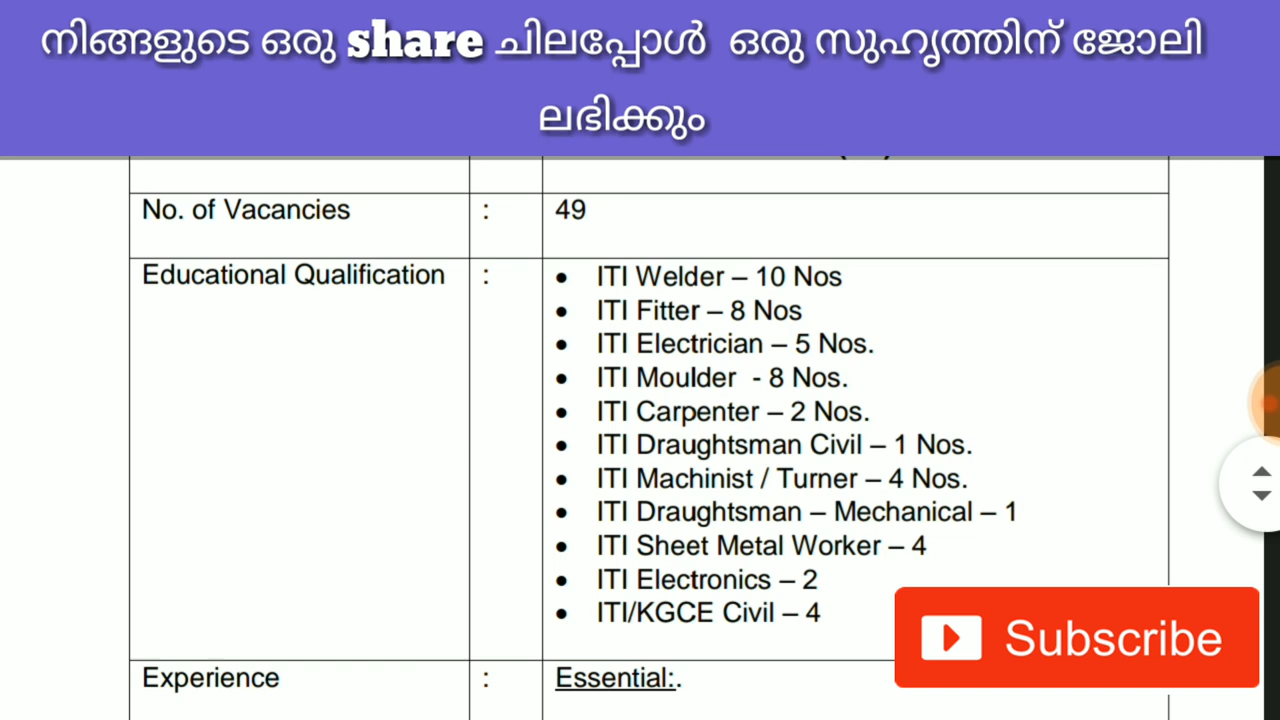 നിങ്ങളുടെ ഒരു share ചിലപ്പോൾ ഒരു സുഹൃത്തിന് ജോലി
ലഭിക്കും
No. of Vacancies : 49
Educational Qualification : • ITI Welder – 10 Nos
• ITI Fitter – 8 Nos
• ITI Electrician – 5 Nos.
• ITI Moulder - 8 Nos.
• ITI Carpenter – 2 Nos.
• ITI Draughtsman Civil – 1 Nos.
• ITI Machinist / Turner – 4 Nos.
• ITI Draughtsman – Mechanical – 1
• ITI Sheet Metal Worker – 4
• ITI Electronics – 2
• ITI/KGCE Civil – 4
Subscribe
Experience : Essential:.